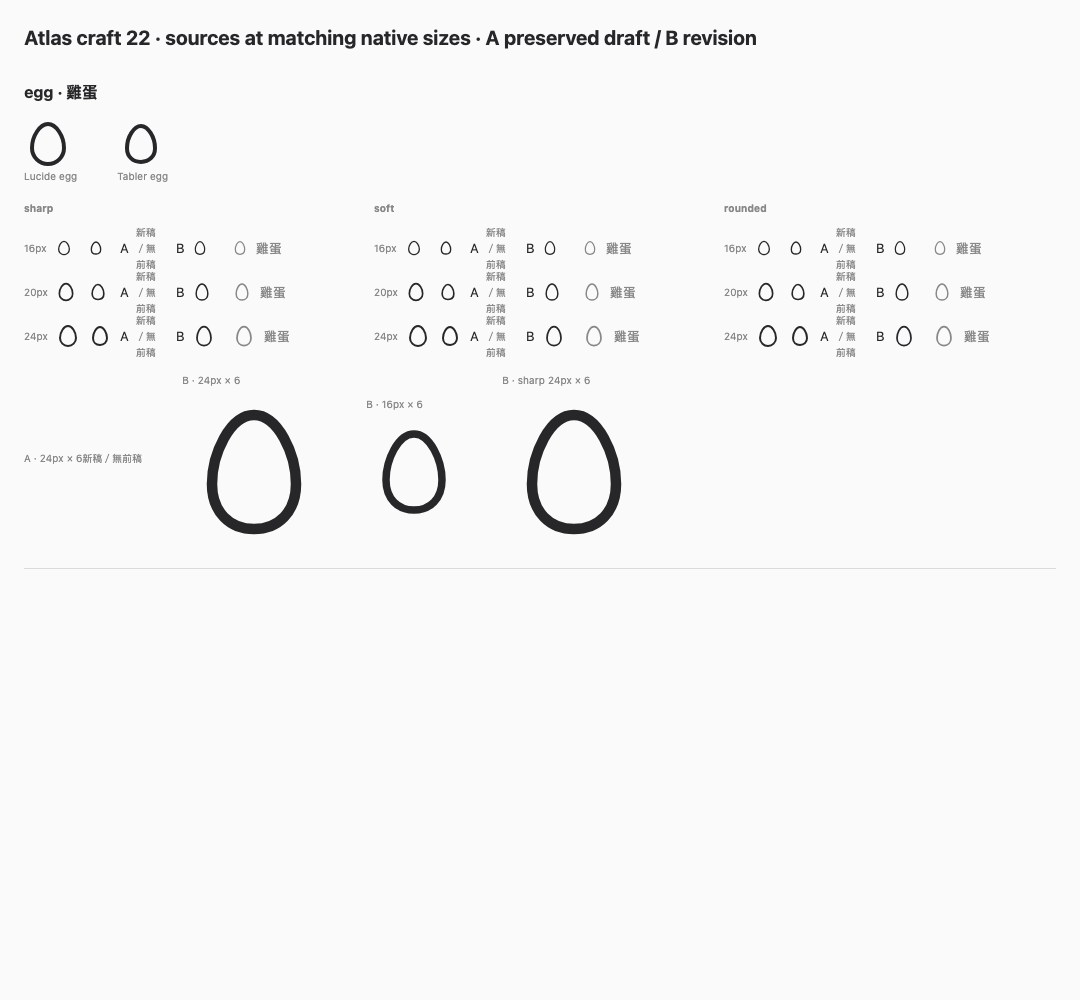 Atlas craft 22 · sources at matching native sizes · A preserved draft / B revision
egg · 雞蛋
Lucide egg
Tabler egg
sharp
soft
rounded
16px A 新稿 / 無前稿 B 雞蛋
16px A 新稿 / 無前稿 B 雞蛋
16px A 新稿 / 無前稿 B 雞蛋
20px A 新稿 / 無前稿 B 雞蛋
20px A 新稿 / 無前稿 B 雞蛋
20px A 新稿 / 無前稿 B 雞蛋
24px A 新稿 / 無前稿 B 雞蛋
24px A 新稿 / 無前稿 B 雞蛋
24px A 新稿 / 無前稿 B 雞蛋
A · 24px × 6新稿 / 無前稿
B · 24px × 6
B · 16px × 6
B · sharp 24px × 6